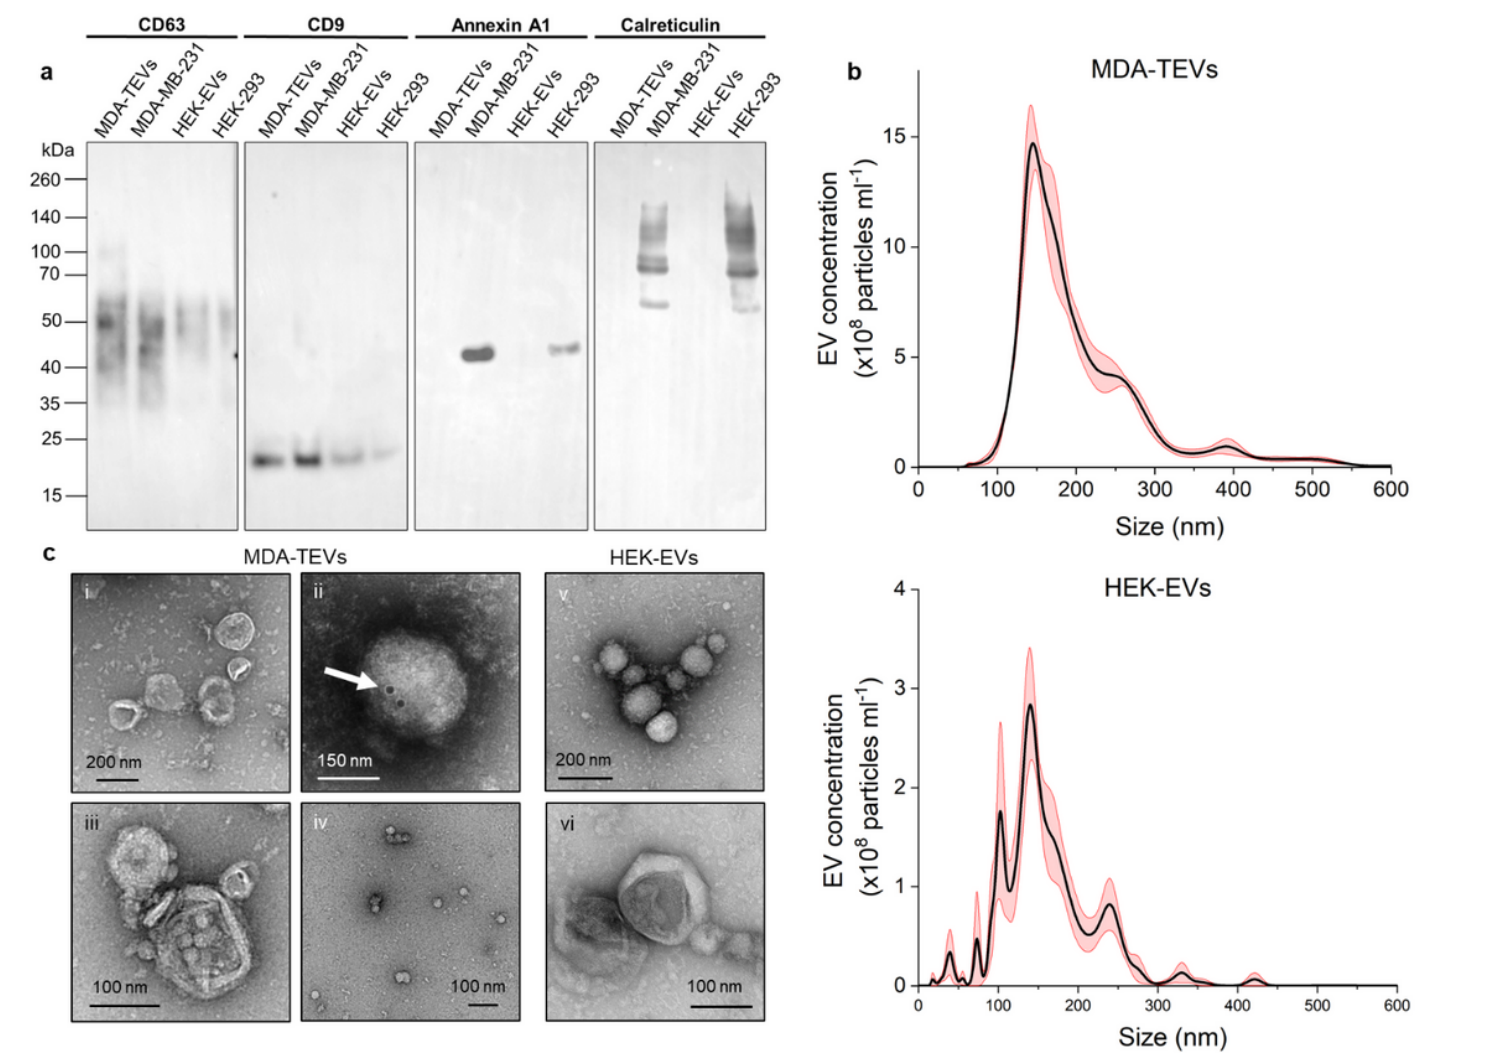 CD63 CD9 Annexin A1 Calreticulin
a
MDA-TEVs MDA-MB-231 HEK-EVs HEK-293 MDA-TEVs MDA-MB-231 HEK-EVs HEK-293 MDA-TEVs MDA-MB-231 HEK-EVs HEK-293 MDA-TEVs MDA-MB-231 HEK-EVs HEK-293
kDa
260
140
100
70
50
40
35
25
15
b
MDA-TEVs
EV concentration
(x10⁸ particles ml⁻¹)
15
10
5
0
0 100 200 300 400 500 600
Size (nm)
c
MDA-TEVs HEK-EVs
i ii v
200 nm 150 nm 200 nm
iii iv vi
100 nm 100 nm 100 nm
HEK-EVs
EV concentration
(x10⁸ particles ml⁻¹)
4
3
2
1
0
0 100 200 300 400 500 600
Size (nm)